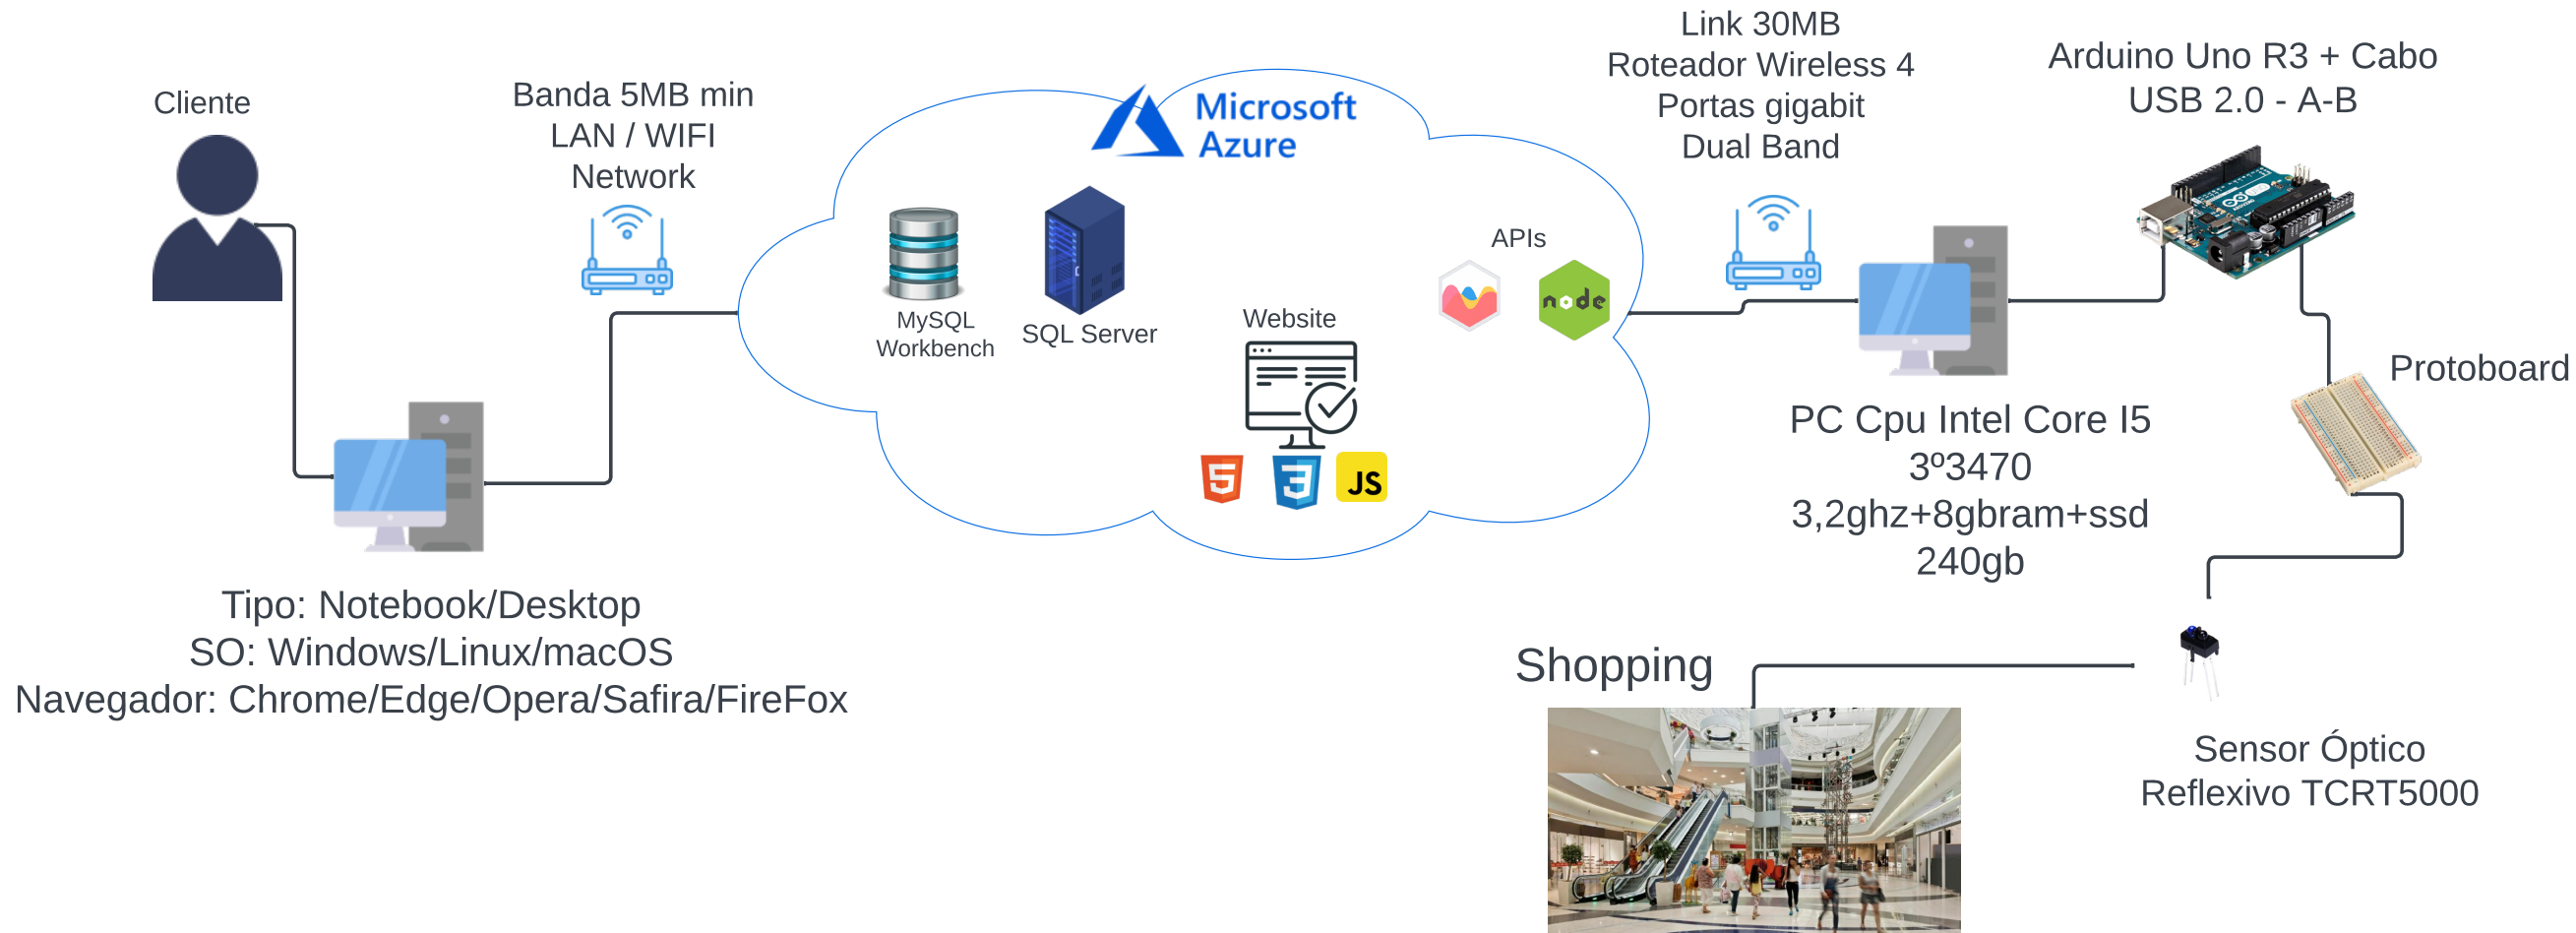 Cliente
Banda 5MB min
LAN / WIFI
Network
Tipo: Notebook/Desktop
SO: Windows/Linux/macOS
Navegador: Chrome/Edge/Opera/Safira/FireFox
Microsoft
Azure
MySQL
Workbench
SQL Server
Website
5
3
JS
APIs
node
Link 30MB
Roteador Wireless 4
Portas gigabit
Dual Band
PC Cpu Intel Core I5
3º3470
3,2ghz+8gbram+ssd
240gb
Arduino Uno R3 + Cabo
USB 2.0 - A-B
Protoboard
Sensor Óptico
Reflexivo TCRT5000
Shopping